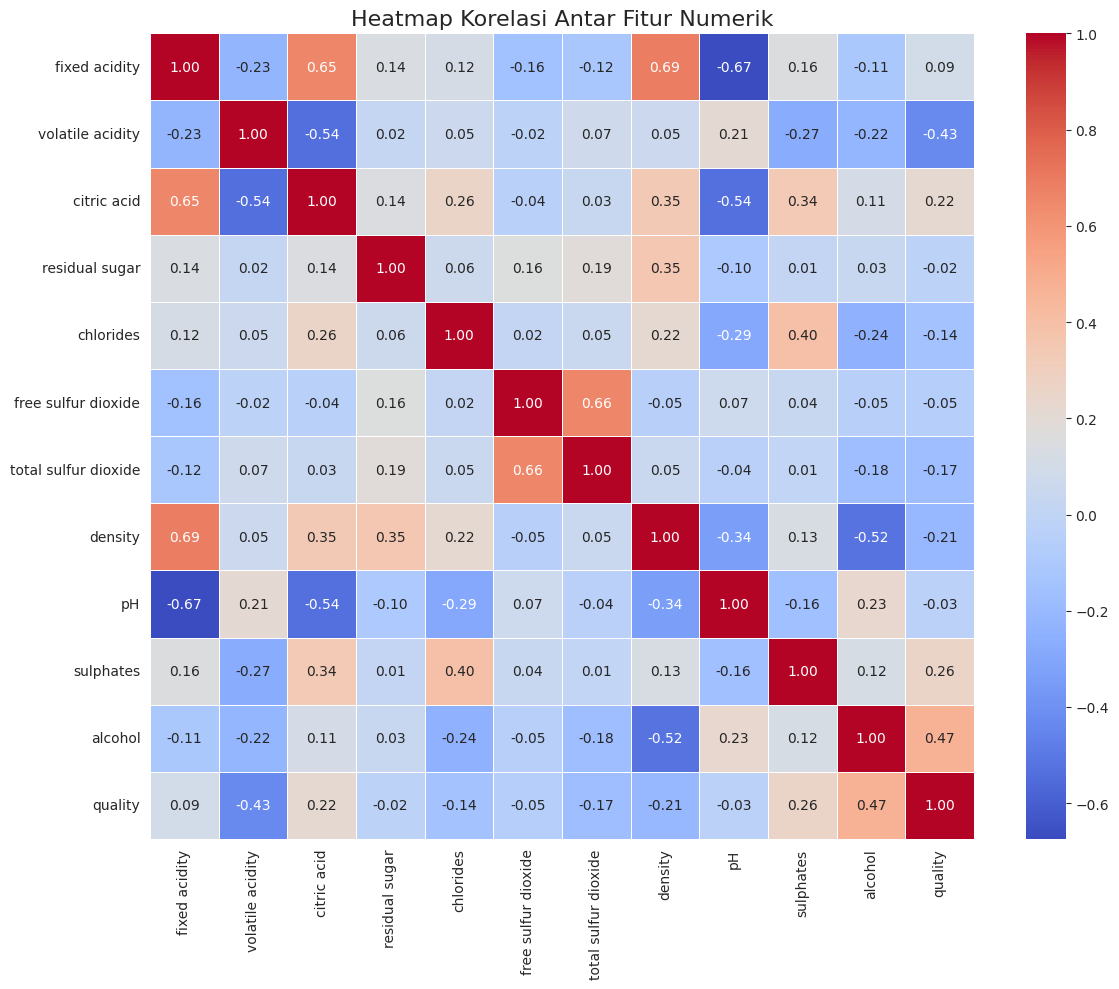 Heatmap Korelasi Antar Fitur Numerik
fixed acidity 1.00 -0.23 0.65 0.14 0.12 -0.16 -0.12 0.69 -0.67 0.16 -0.11 0.09
volatile acidity -0.23 1.00 -0.54 0.02 0.05 -0.02 0.07 0.05 0.21 -0.27 -0.22 -0.43
citric acid 0.65 -0.54 1.00 0.14 0.26 -0.04 0.03 0.35 -0.54 0.34 0.11 0.22
residual sugar 0.14 0.02 0.14 1.00 0.06 0.16 0.19 0.35 -0.10 0.01 0.03 -0.02
chlorides 0.12 0.05 0.26 0.06 1.00 0.02 0.05 0.22 -0.29 0.40 -0.24 -0.14
free sulfur dioxide -0.16 -0.02 -0.04 0.16 0.02 1.00 0.66 -0.05 0.07 0.04 -0.05 -0.05
total sulfur dioxide -0.12 0.07 0.03 0.19 0.05 0.66 1.00 0.05 -0.04 0.01 -0.18 -0.17
density 0.69 0.05 0.35 0.35 0.22 -0.05 0.05 1.00 -0.34 0.13 -0.52 -0.21
pH -0.67 0.21 -0.54 -0.10 -0.29 0.07 -0.04 -0.34 1.00 -0.16 0.23 -0.03
sulphates 0.16 -0.27 0.34 0.01 0.40 0.04 0.01 0.13 -0.16 1.00 0.12 0.26
alcohol -0.11 -0.22 0.11 0.03 -0.24 -0.05 -0.18 -0.52 0.23 0.12 1.00 0.47
quality 0.09 -0.43 0.22 -0.02 -0.14 -0.05 -0.17 -0.21 -0.03 0.26 0.47 1.00
fixed acidity
volatile acidity
citric acid
residual sugar
chlorides
free sulfur dioxide
total sulfur dioxide
density
pH
sulphates
alcohol
quality
1.0
0.8
0.6
0.4
0.2
0.0
−0.2
−0.4
−0.6